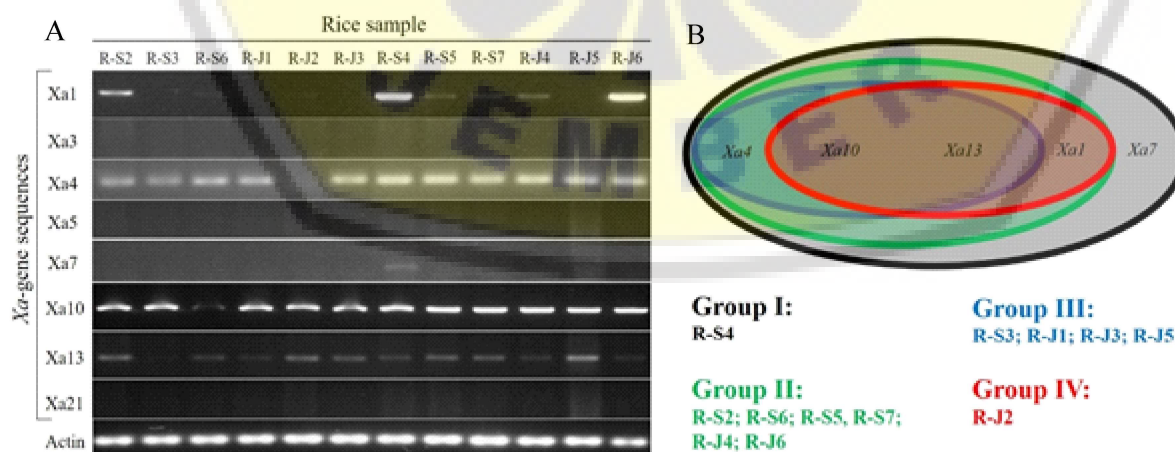 A
Rice sample
R-S2 R-S3 R-S6 R-J1 R-J2 R-J3 R-S4 R-S5 R-S7 R-J4 R-J5 R-J6
Xa-gene sequences
Xa1
Xa3
Xa4
Xa5
Xa7
Xa10
Xa13
Xa21
Actin
B
Xa4 Xa10 Xa13 Xa1 Xa7
Group I:
R-S4
Group III:
R-S3; R-J1; R-J3; R-J5
Group II:
R-S2; R-S6; R-S5, R-S7;
R-J4; R-J6
Group IV:
R-J2
JEMBER